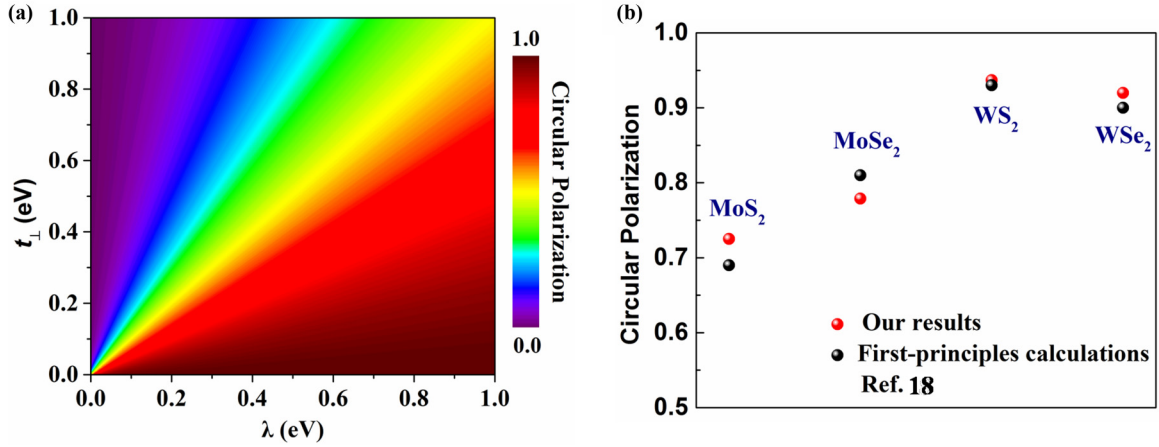 (a)
1.0
0.8
0.6
0.4
0.2
0.0
t⊥ (eV)
0.0 0.2 0.4 0.6 0.8 1.0
λ (eV)
1.0
0.0
Circular Polarization
(b)
1.0
0.9
0.8
0.7
0.6
0.5
Circular Polarization
MoS₂
MoSe₂
WS₂
WSe₂
Our results
First-principles calculations
Ref. 18